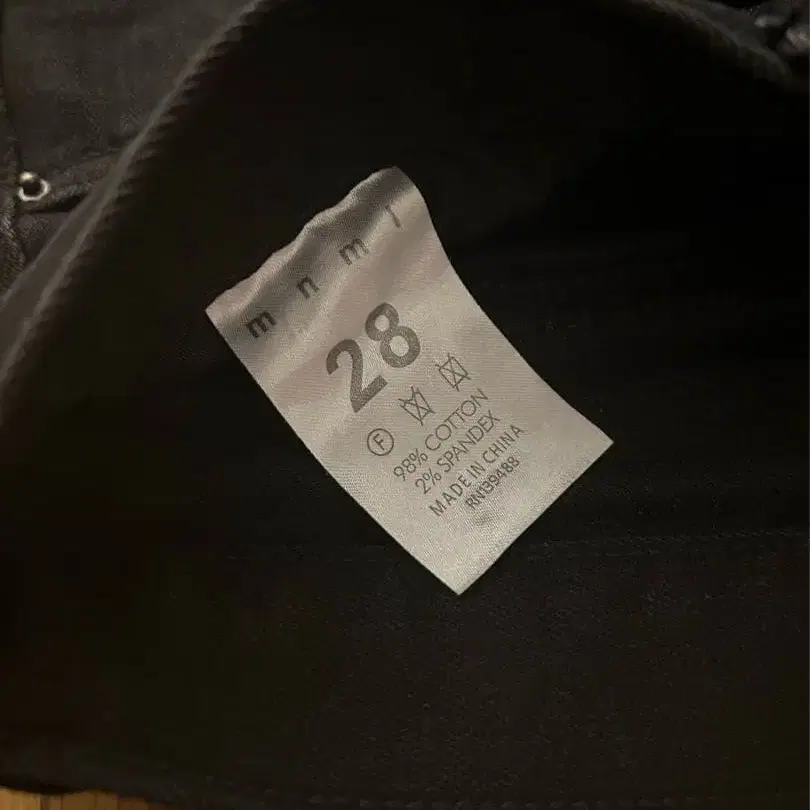 m n m l
28
F
98% COTTON
2% SPANDEX
MADE IN CHINA
RN139488